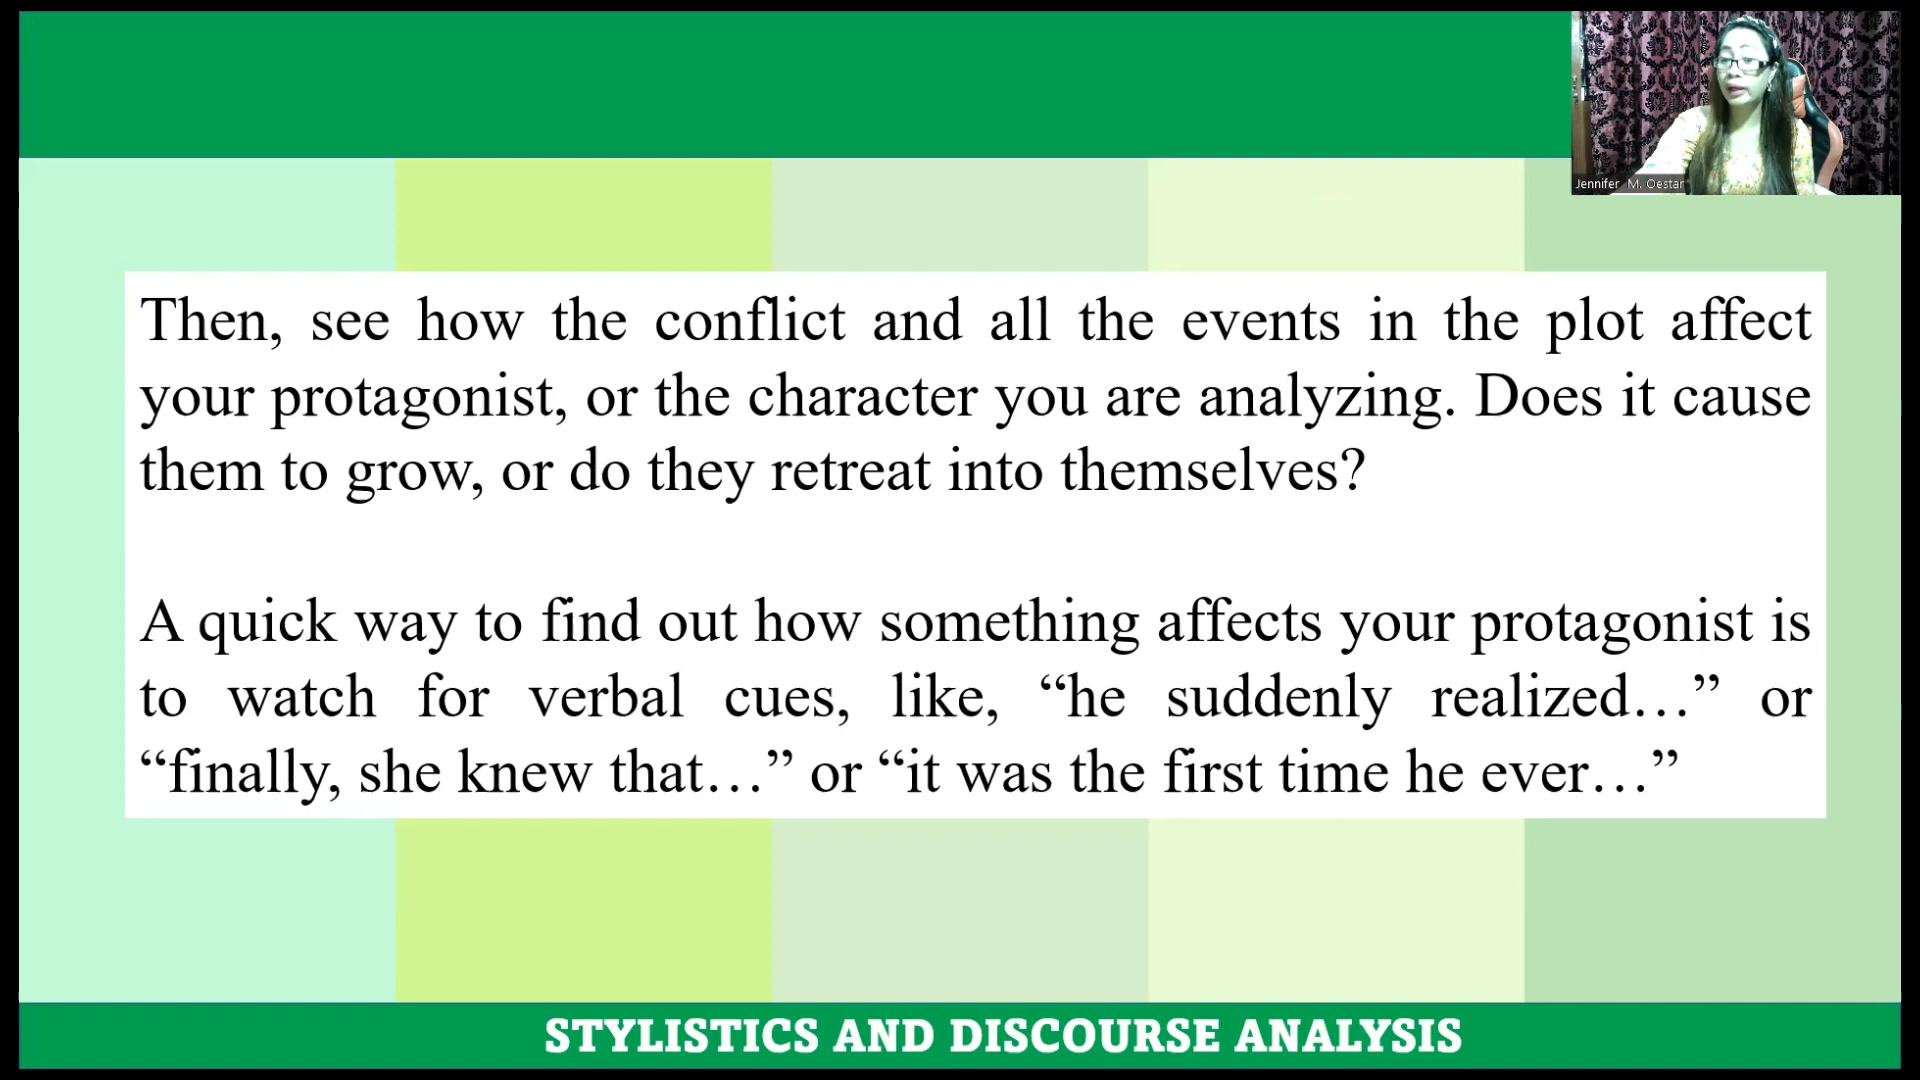 Jennifer M. Oestar
Then, see how the conflict and all the events in the plot affect
your protagonist, or the character you are analyzing. Does it cause
them to grow, or do they retreat into themselves?
A quick way to find out how something affects your protagonist is
to watch for verbal cues, like, “he suddenly realized…” or
“finally, she knew that…” or “it was the first time he ever…”
STYLISTICS AND DISCOURSE ANALYSIS